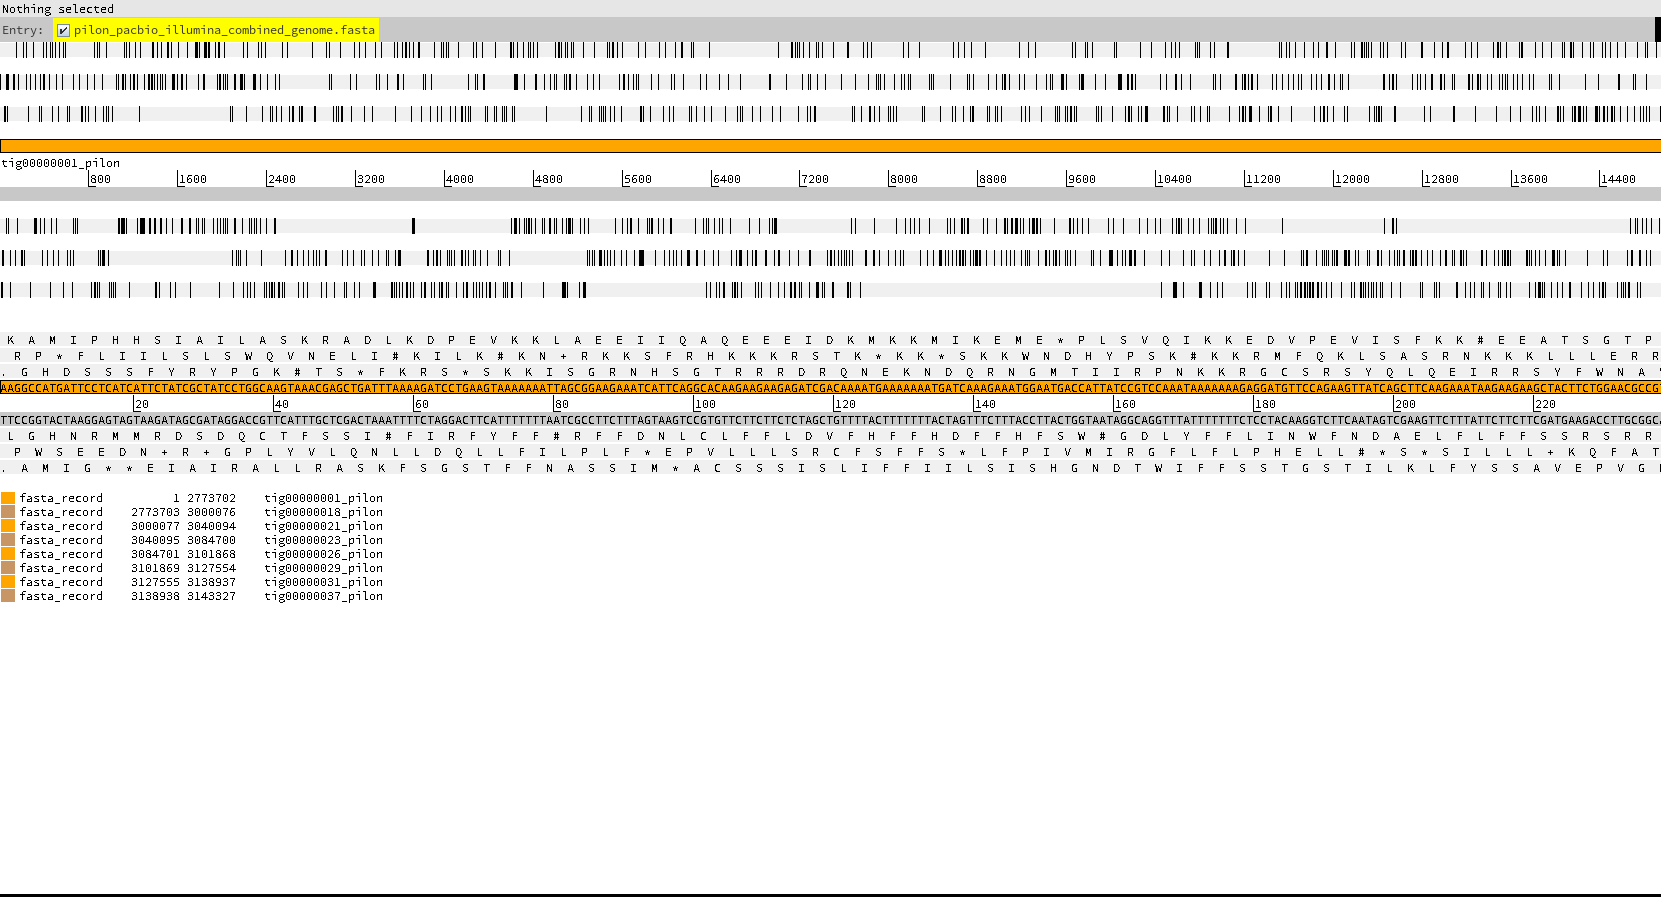 Nothing selected
Entry: pilon_pacbio_illumina_combined_genome.fasta
tig00000001_pilon
800 1600 2400 3200 4000 4800 5600 6400 7200 8000 8800 9600 10400 11200 12000 12800 13600 14400
K A M I P H H S I A I L A S K R A D L K D P E V K K L A E E I I Q A Q E E E I D K M K K M I K E M E * P L S V Q I K K E D V P E V I S F K K # E E A T S G T P
R P * F L I I L S L S W Q V N E L I # K I L K # K N + R K K S F R H K K K R S T K * K K * S K K W N D H Y P S K # K K R M F Q K L S A S R N K K K L L L E R R
. G H D S S S F Y R Y P G K # T S * F K R S * S K K I S G R N H S G T R R R D R Q N E K N D Q R N G M T I I R P N K K R G C S R S Y Q L Q E I R R S Y F W N A
AAGGCCATGATTCCTCATCATTCTATCGCTATCCTGGCAAGTAAACGAGCTGATTTAAAAGATCCTGAAGTAAAAAAATTAGCGGAAGAAATCATTCAGGCACAAGAAGAAGAGATCGACAAAATGAAAAAAATGATCAAAGAAATGGAATGACCATTATCCGTCCAAATAAAAAAAGAGGATGTTCCAGAAGTTATCAGCTTCAAGAAATAAGAAGAAGCTACTTCTGGAACGCCG
20 40 60 80 100 120 140 160 180 200 220
TTCCGGTACTAAGGAGTAGTAAGATAGCGATAGGACCGTTCATTTGCTCGACTAAATTTTCTAGGACTTCATTTTTTTAATCGCCTTCTTTAGTAAGTCCGTGTTCTTCTTCTCTAGCTGTTTTACTTTTTTTACTAGTTTCTTTACCTTACTGGTAATAGGCAGGTTTATTTTTTTCTCCTACAAGGTCTTCAATAGTCGAAGTTCTTTATTCTTCTTCGATGAAGACCTTGCGGC
L G H N R M M R D S D Q C T F S S I # F I R F Y F F # R F F D N L C L F F L D V F H F F H D F F H F S W # G D L Y F F L I N W F N D A E L F L F F S S R S R R
P W S E E D N + R + G P L Y V L Q N L L D Q L L F I L P L F * E P V L L L S R C F S F F S * L F P I V M I R G F L F L P H E L L # * S * S I L L L + K Q F A T
. A M I G * * E I A I R A L L R A S K F S G S T F F N A S S I M * A C S S S I S L I F F I I L S I S H G N D T W I F F S S T G S T I L K L F Y S S A V E P V G
fasta_record 1 2773702 tig00000001_pilon
fasta_record 2773703 3000076 tig00000018_pilon
fasta_record 3000077 3040094 tig00000021_pilon
fasta_record 3040095 3084700 tig00000023_pilon
fasta_record 3084701 3101868 tig00000026_pilon
fasta_record 3101869 3127554 tig00000029_pilon
fasta_record 3127555 3138937 tig00000031_pilon
fasta_record 3138938 3143327 tig00000037_pilon